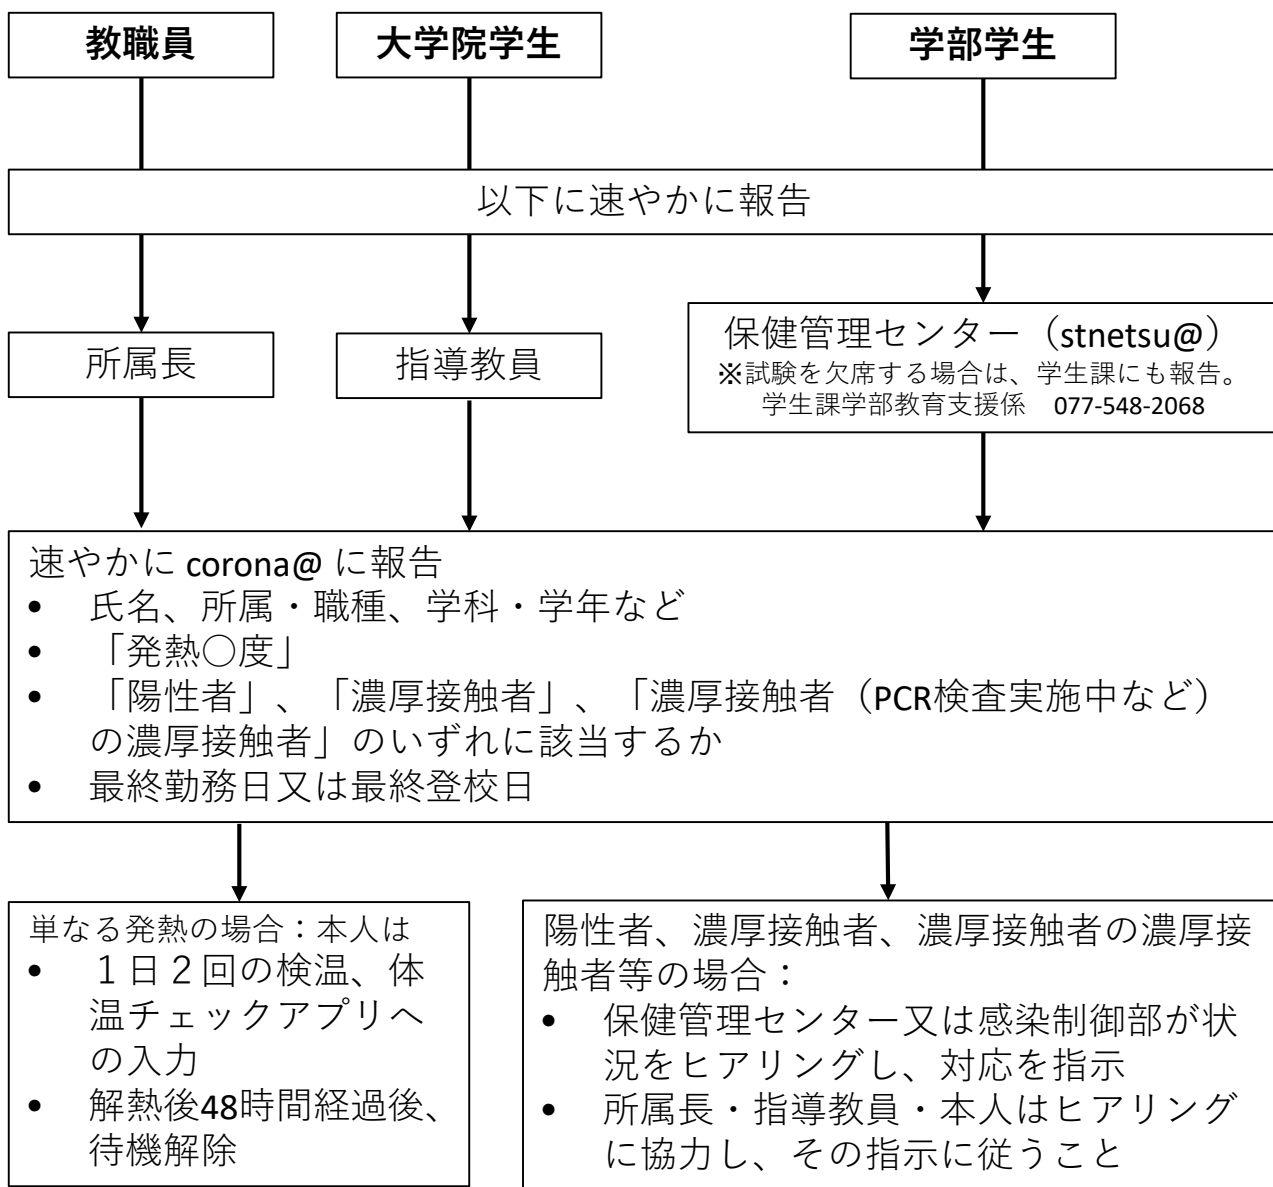 教職員
大学院学生
学部学生
以下に速やかに報告
所属長
指導教員
保健管理センター（stnetsu@）
※試験を欠席する場合は、学生課にも報告。
学生課学部教育支援係　077-548-2068
速やかに corona@ に報告
• 氏名、所属・職種、学科・学年など
• 「発熱○度」
• 「陽性者」、「濃厚接触者」、「濃厚接触者（PCR検査実施中など）
の濃厚接触者」のいずれに該当するか
• 最終勤務日又は最終登校日
単なる発熱の場合：本人は
• １日２回の検温、体
温チェックアプリへ
の入力
• 解熱後48時間経過後、
待機解除
陽性者、濃厚接触者、濃厚接触者の濃厚接
触者等の場合：
• 保健管理センター又は感染制御部が状
況をヒアリングし、対応を指示
• 所属長・指導教員・本人はヒアリング
に協力し、その指示に従うこと